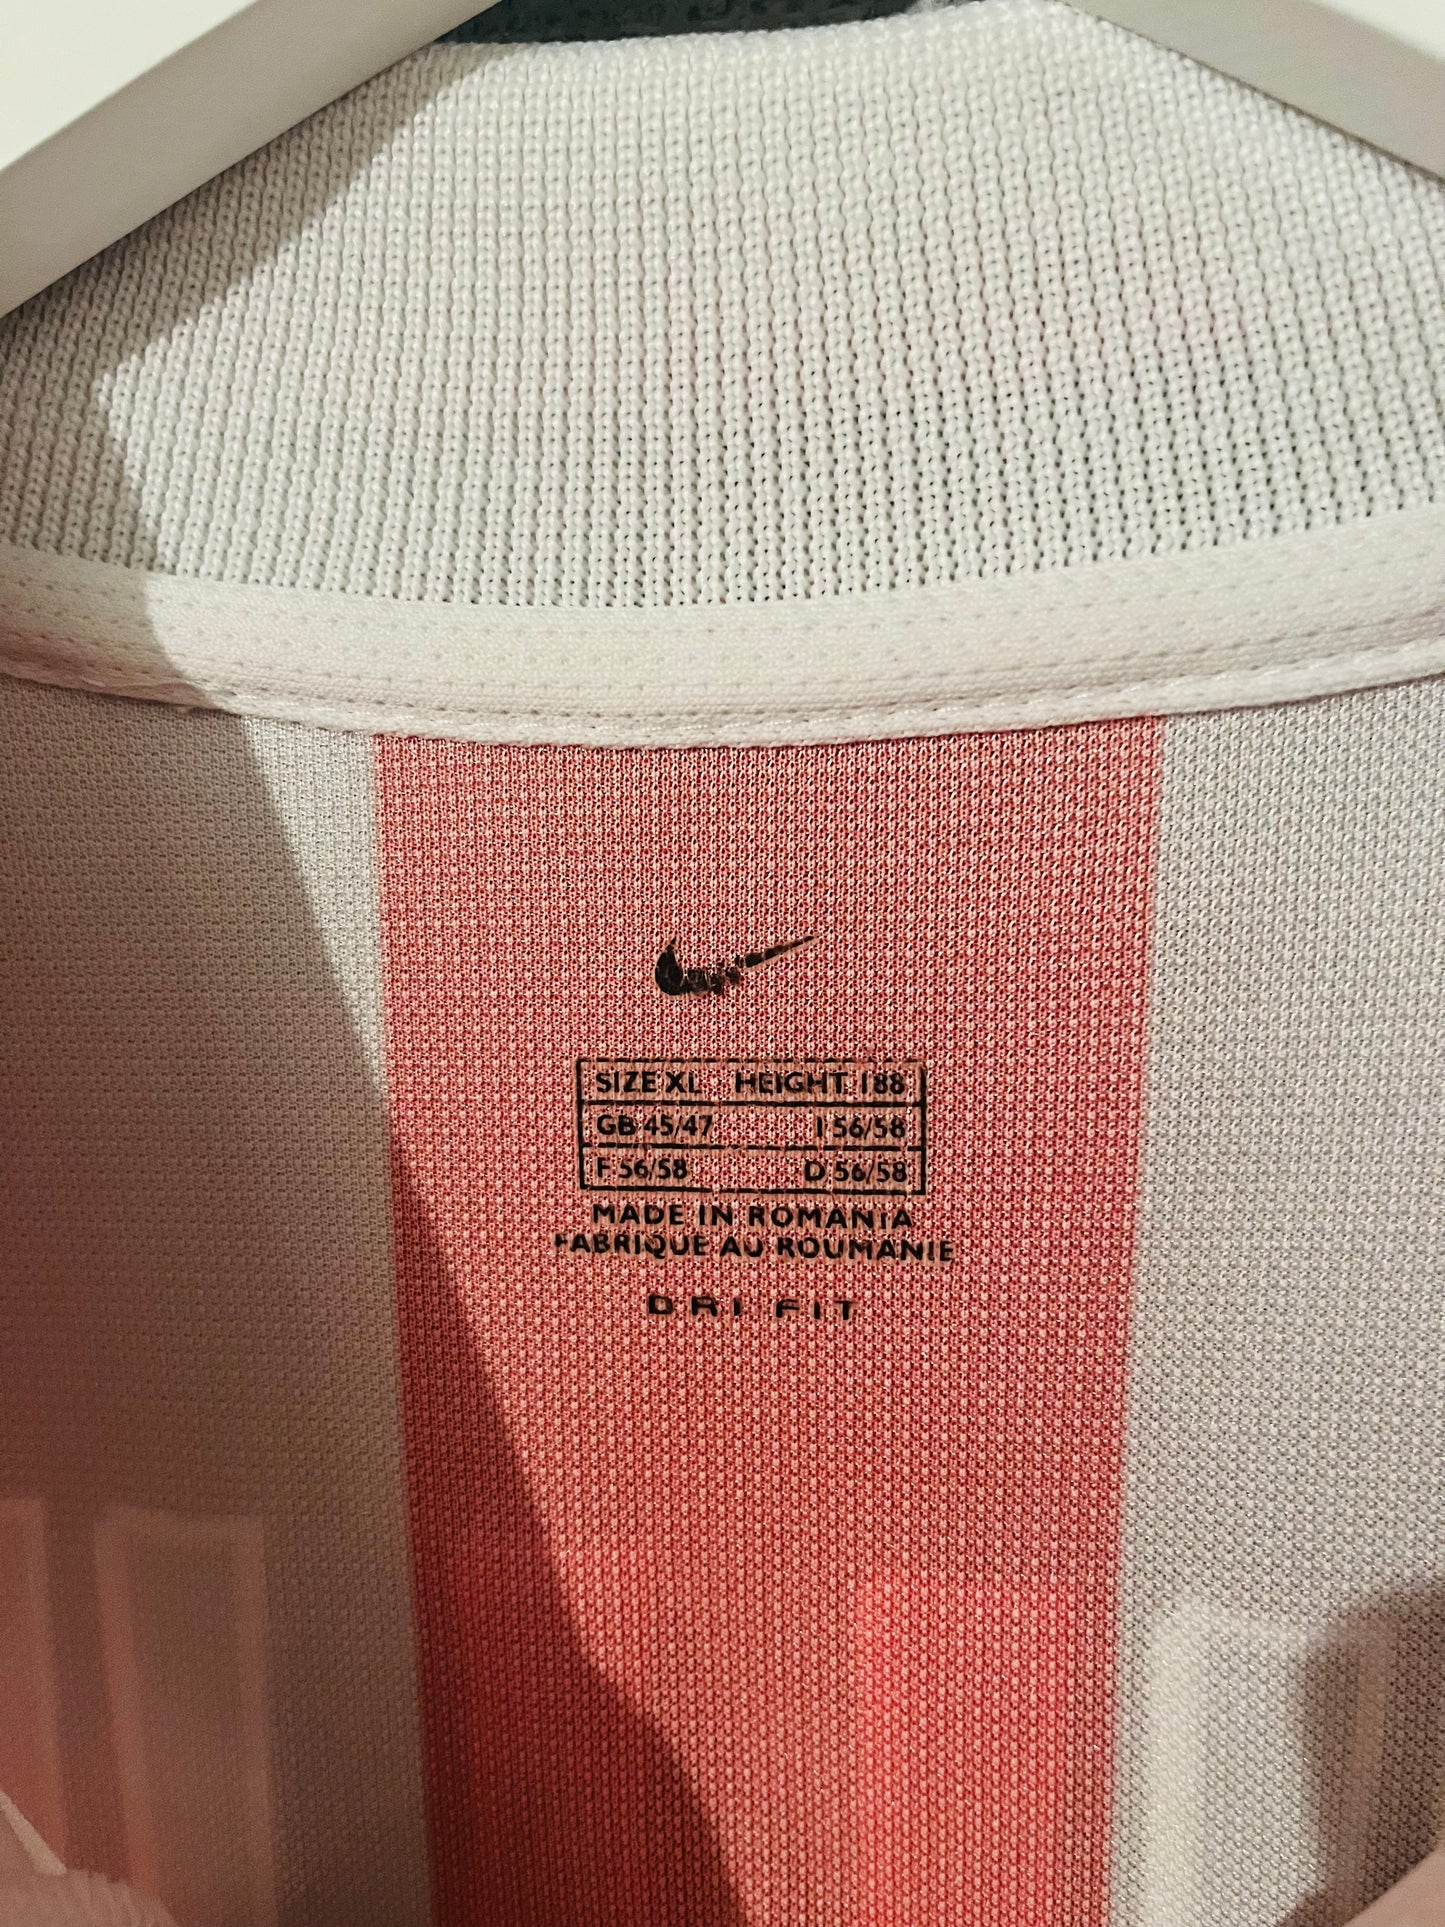 SIZE XL HEIGHT 188
GB 45/47 I 56/58
F 56/58 D 56/58
MADE IN ROMANIA
FABRIQUE AU ROUMANIE
DRI FIT